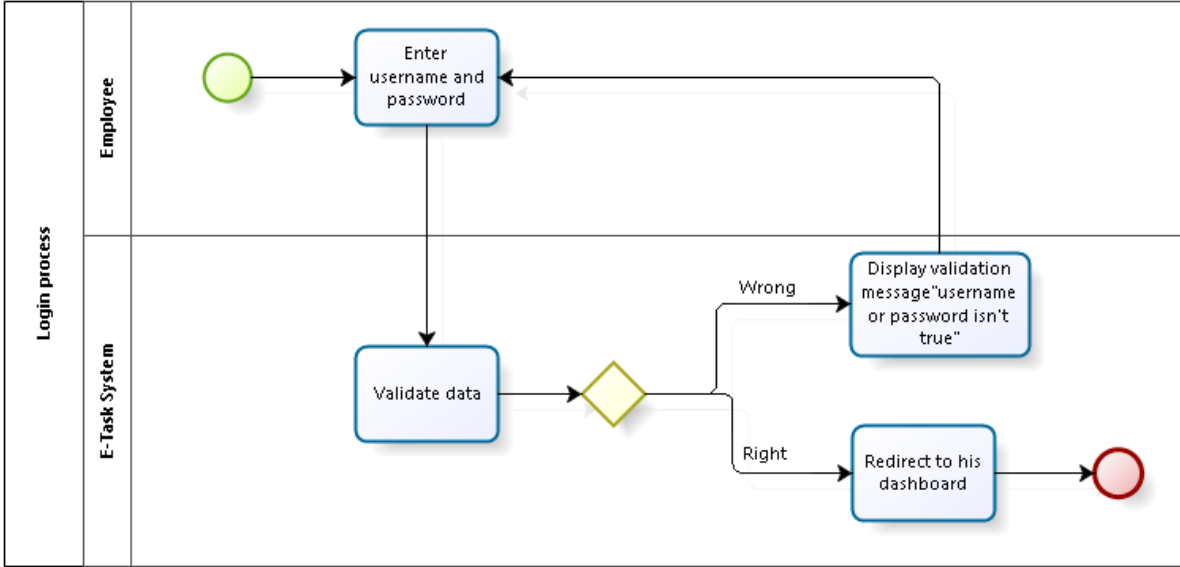 Login process
Employee
Enter
username and
password
E-Task System
Validate data
Wrong
Display validation
message"username
or password isn't
true"
Right
Redirect to his
dashboard